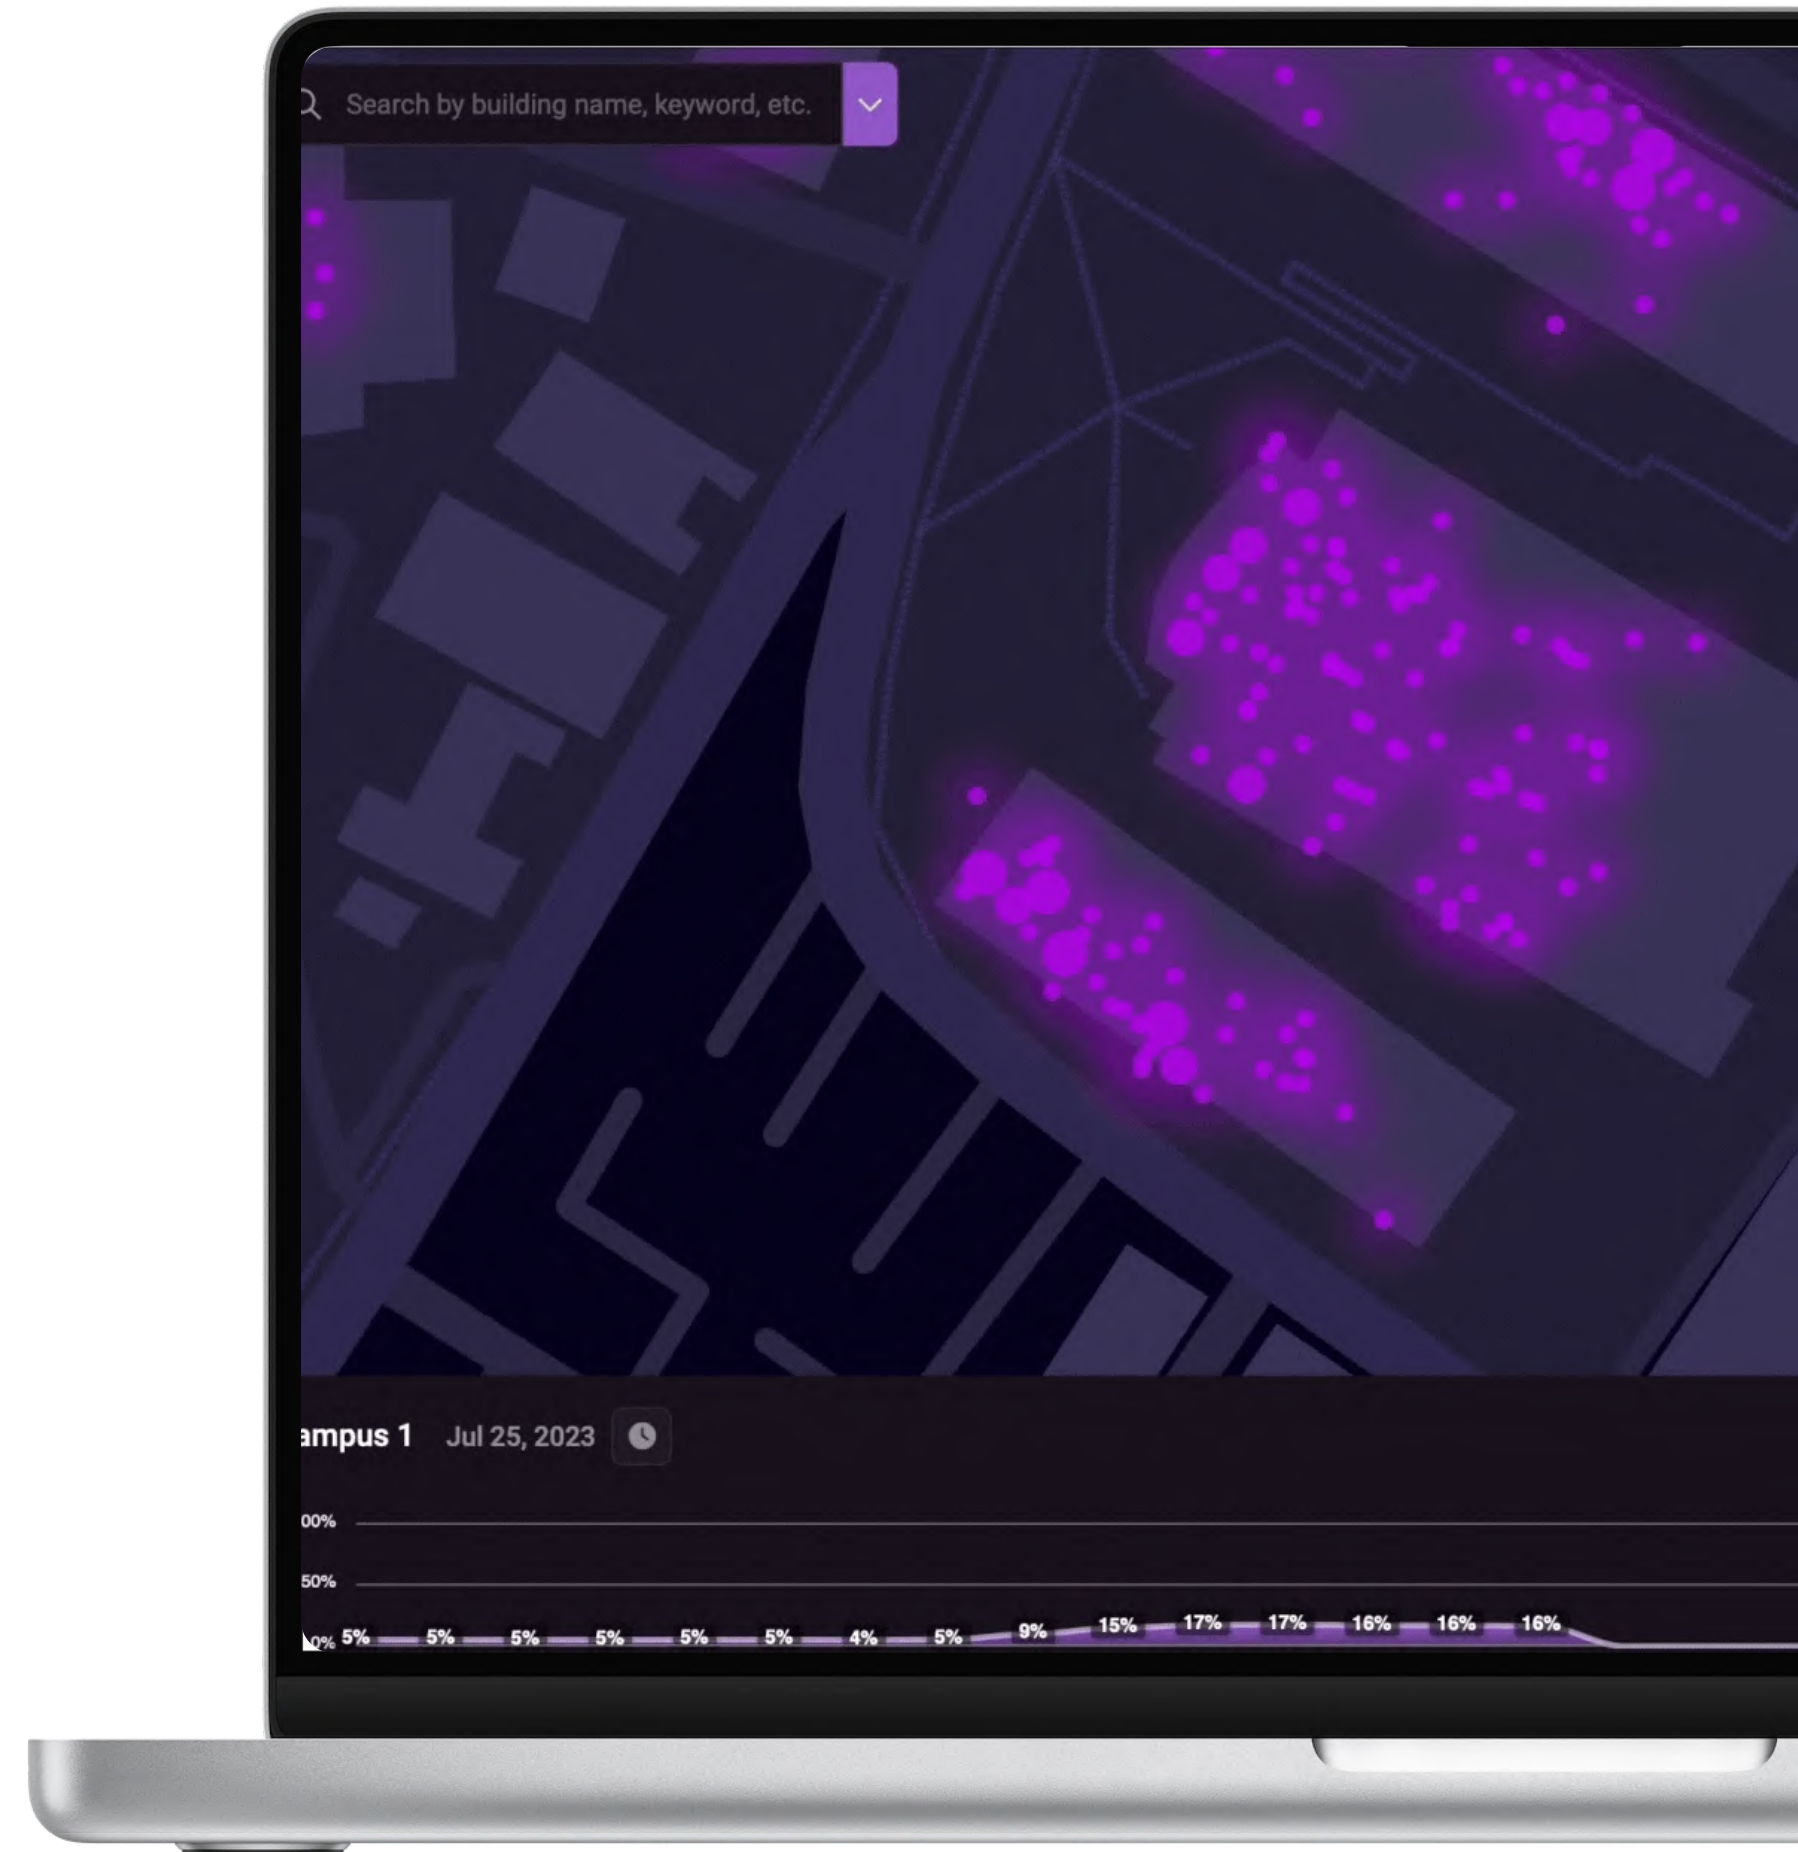 Search by building name, keyword, etc.
ampus 1 Jul 25, 2023
00%
50%
0% 5% 5% 5% 5% 5% 5% 4% 5% 9% 15% 17% 17% 16% 16% 16%